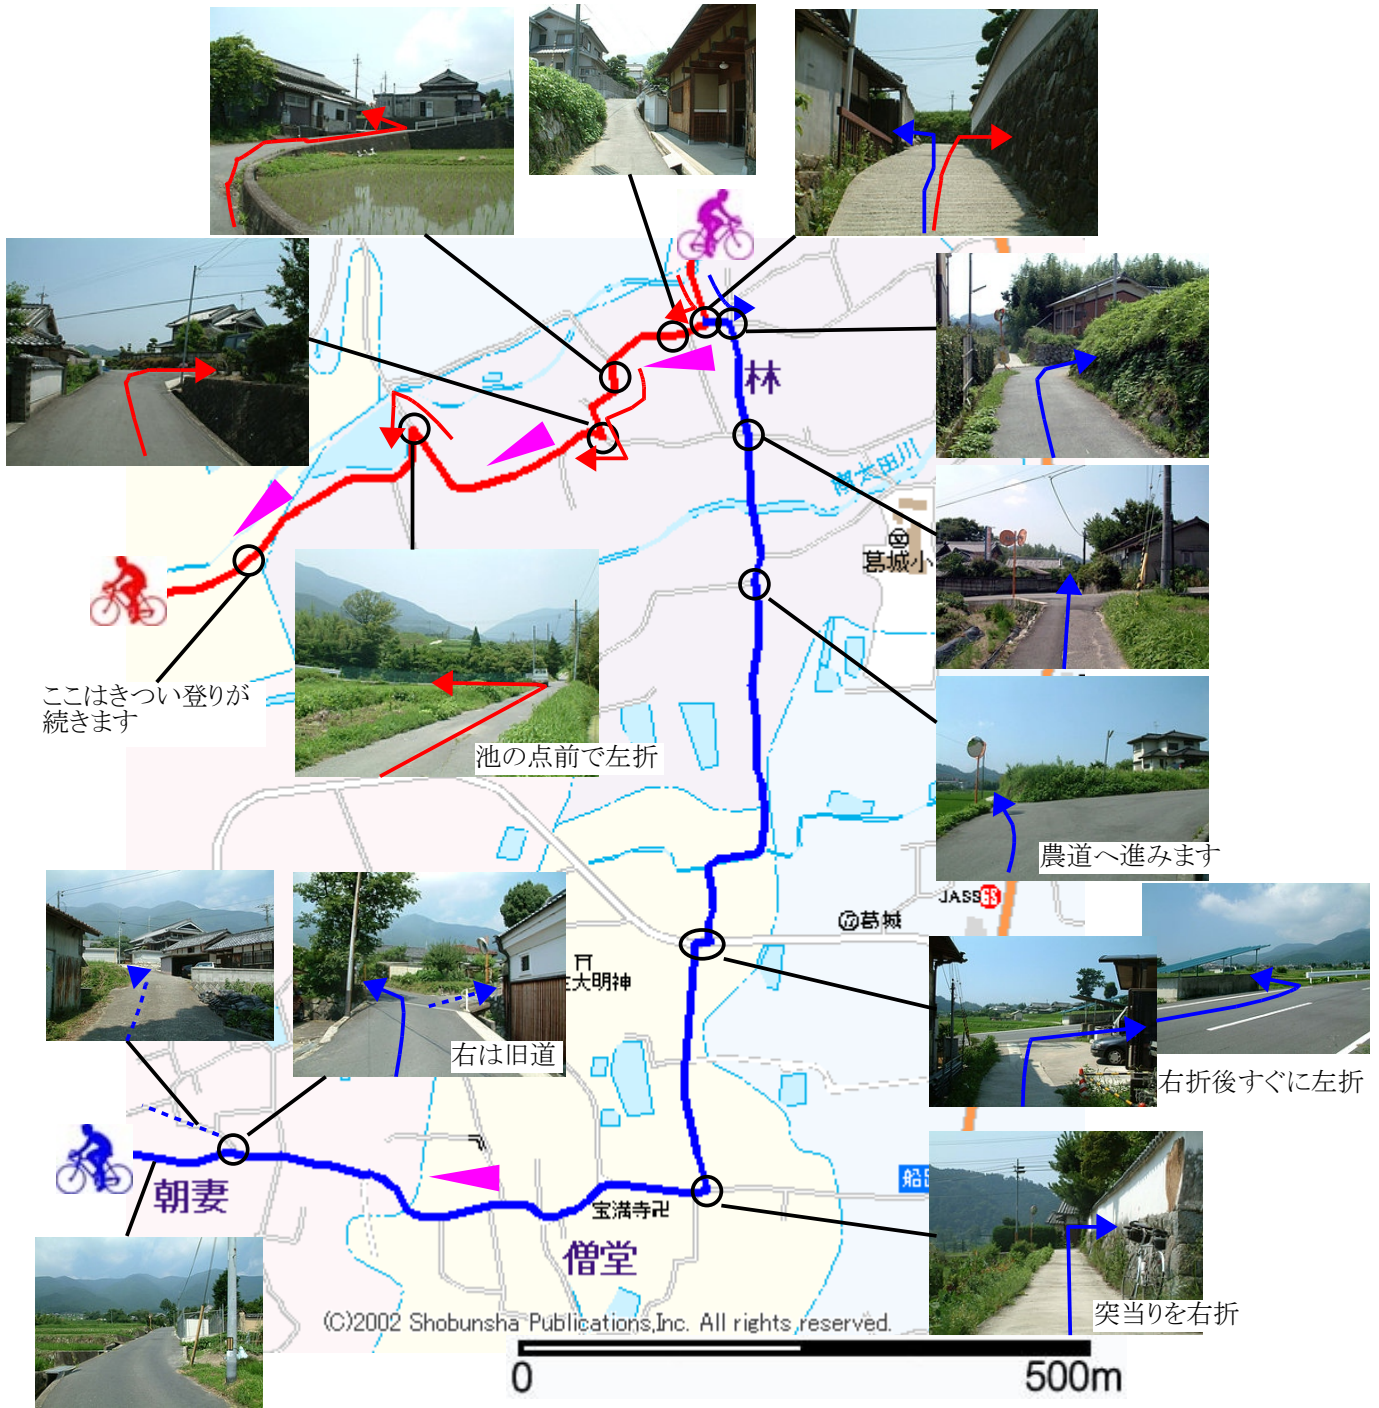 林
葛城小
ここはきつい登りが
続きます
池の点前で左折
農道へ進みます
JASS GS
葛城
大明神
右は旧道
右折後すぐに左折
朝妻
宝満寺卍
僧堂
突当りを右折
(C)2002 Shobunsha Publications,Inc. All rights reserved.
0
500m